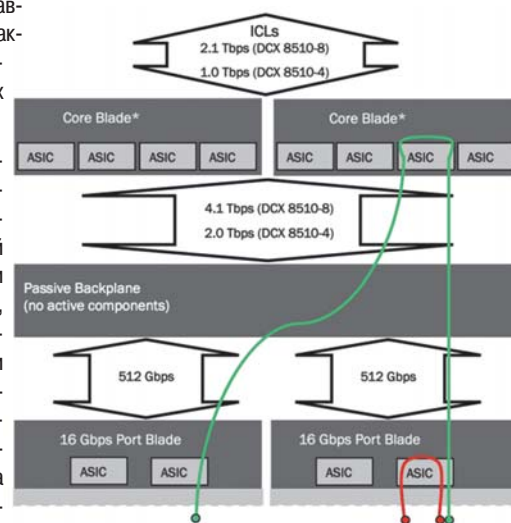 ав-
ак-
-
х
-
-
-
й
и
,
-
и
-
-
-
а
-
ICLs
2.1 Tbps (DCX 8510-8)
1.0 Tbps (DCX 8510-4)
Core Blade*
ASIC ASIC ASIC ASIC
Core Blade*
ASIC ASIC ASIC ASIC
4.1 Tbps (DCX 8510-8)
2.0 Tbps (DCX 8510-4)
Passive Backplane
(no active components)
512 Gbps
512 Gbps
16 Gbps Port Blade
ASIC ASIC
16 Gbps Port Blade
ASIC ASIC